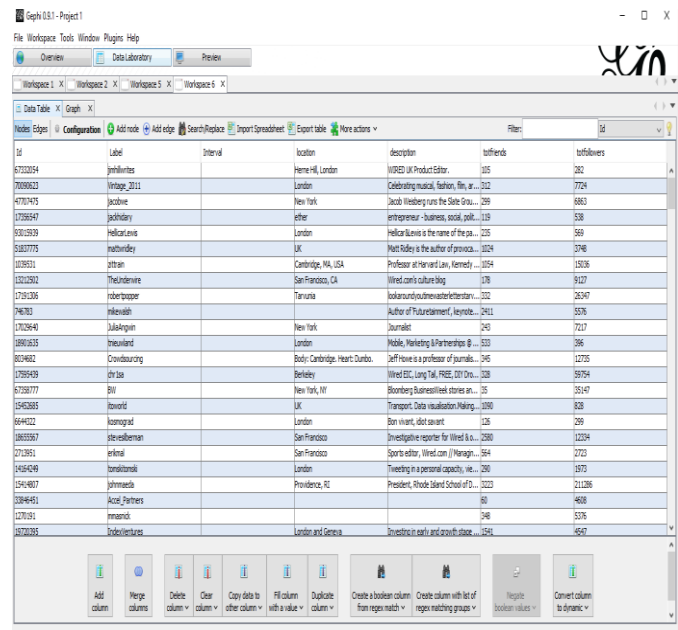 Gephi 0.9.1 - Project 1
File Workspace Tools Window Plugins Help
Overview Data Laboratory Preview
Workspace 1 X Workspace 2 X Workspace 5 X Workspace 6 X
Data Table X Graph X
Nodes Edges Configuration Add node Add edge Search/Replace Import Spreadsheet Export table More actions Filter: Id
Id Label Interval location description totfriends totfollowers
67332054 jimhillwrites Herne Hill, London WIRED UK Product Editor. 105 282
70090623 Vintage_2011 London Celebrating musical, fashion, film, ar... 312 7724
47707475 jacobwe New York Jacob Weisberg runs the Slate Grou... 299 6863
17356547 jackhidary ether entrepreneur - business, social, polit... 119 538
93015939 HellicarLewis London Hellicar&Lewis is the name of the pa... 235 569
51837775 mattwridley UK Matt Ridley is the author of provoca... 1024 3748
1039531 zittrain Cambridge, MA, USA Professor at Harvard Law, Kennedy ... 1054 15036
13212502 TheUnderwire San Francisco, CA Wired.com's culture blog 178 9127
17191306 robertpopper Tarvunia lookaroundyoutimewasterletterstarv... 332 26347
746783 mikewalsh Author of 'Futuretainment', keynote... 2411 5576
17029640 JuliaAngwin New York Journalist 243 7217
18901635 tnieuwland London Mobile, Marketing & Partnerships @ ... 533 396
8034682 Crowdsourcing Body: Cambridge. Heart: Dumbo. Jeff Howe is a professor of journalis... 345 12735
17595439 chr1sa Berkeley Wired EIC, Long Tail, FREE, DIY Dro... 328 59754
67358777 BW New York, NY Bloomberg BusinessWeek stories an... 35 35147
15452685 itoworld UK Transport. Data visualisation.Making... 1090 828
6644322 kosmograd London Bon vivant, idiot savant 126 299
18655567 stevesilberman San Francisco Investigative reporter for Wired & o... 2580 12334
2713951 erikmal San Francisco Sports editor, Wired.com // Managin... 564 2723
14164249 tomskitomski London Tweeting in a personal capacity, vie... 290 1973
15414807 johnmaeda Providence, RI President, Rhode Island School of D... 3223 211286
33846451 Accel_Partners 60 4608
1270191 mmasnick 348 5376
19720395 IndexVentures London and Geneva Investing in early and growth stage ... 1541 4547
Add column Merge columns Delete column Clear column Copy data to other column Fill column with a value Duplicate column Create a boolean column from regex match Create column with list of regex matching groups Negate boolean values Convert column to dynamic